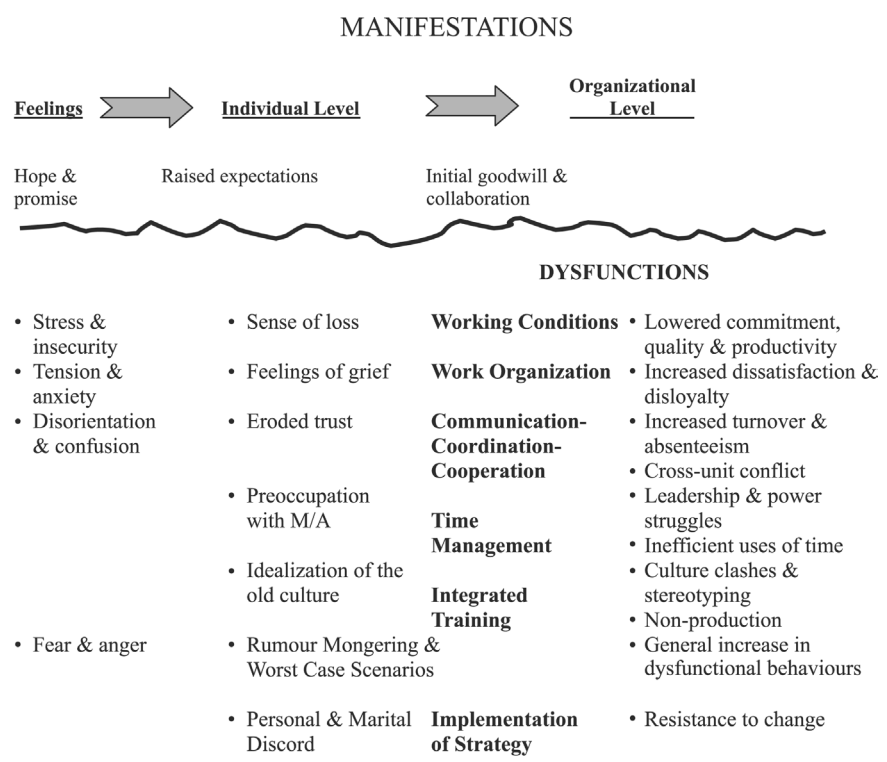 MANIFESTATIONS
Feelings
Individual Level
Organizational
Level
Hope &
promise
Raised expectations
Initial goodwill &
collaboration
DYSFUNCTIONS
• Stress &
insecurity
• Tension &
anxiety
• Disorientation
& confusion
• Fear & anger
• Sense of loss
• Feelings of grief
• Eroded trust
• Preoccupation
with M/A
• Idealization of the
old culture
• Rumour Mongering &
Worst Case Scenarios
• Personal & Marital
Discord
Working Conditions
Work Organization
Communication-
Coordination-
Cooperation
Time
Management
Integrated
Training
Implementation
of Strategy
• Lowered commitment,
quality & productivity
• Increased dissatisfaction &
disloyalty
• Increased turnover &
absenteeism
• Cross-unit conflict
• Leadership & power
struggles
• Inefficient uses of time
• Culture clashes &
stereotyping
• Non-production
• General increase in
dysfunctional behaviours
• Resistance to change